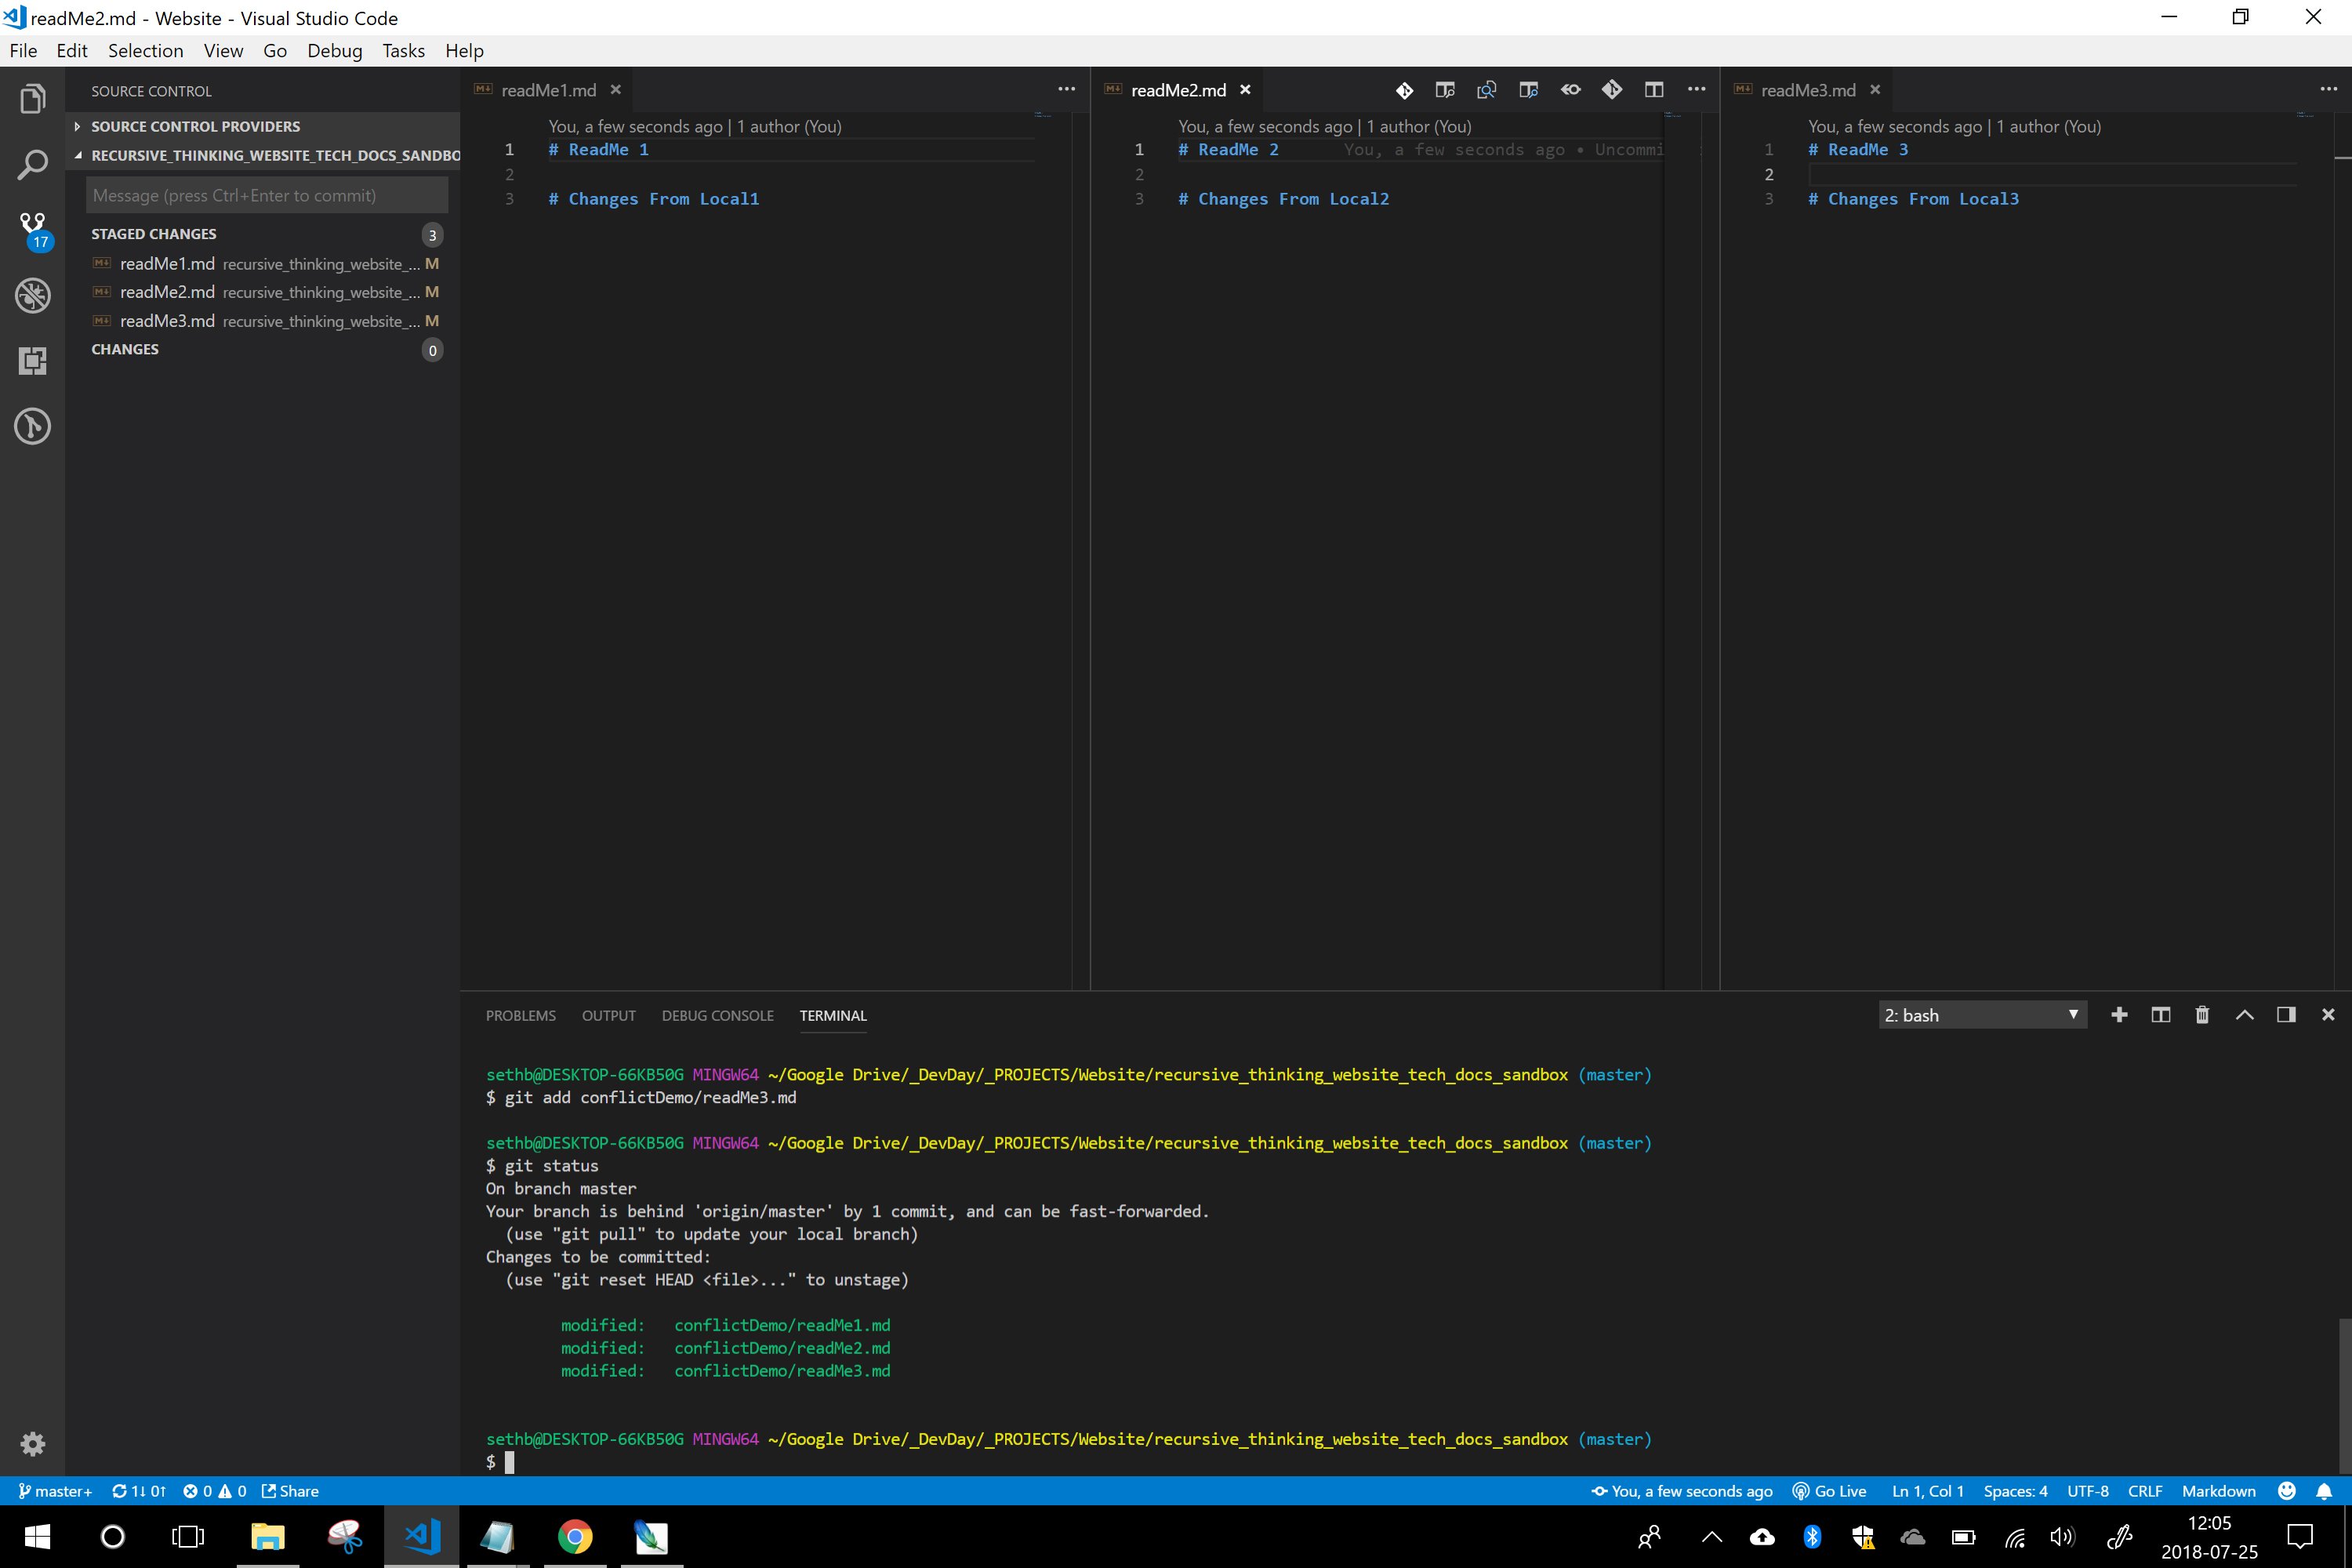 readMe2.md - Website - Visual Studio Code
File Edit Selection View Go Debug Tasks Help
SOURCE CONTROL
SOURCE CONTROL PROVIDERS
RECURSIVE_THINKING_WEBSITE_TECH_DOCS_SANDBO
Message (press Ctrl+Enter to commit)
STAGED CHANGES 3
readMe1.md recursive_thinking_website_... M
readMe2.md recursive_thinking_website_... M
readMe3.md recursive_thinking_website_... M
CHANGES 0
17
readMe1.md
You, a few seconds ago | 1 author (You)
1 # ReadMe 1
2
3 # Changes From Local1
readMe2.md
You, a few seconds ago | 1 author (You)
1 # ReadMe 2 You, a few seconds ago • Uncommi
2
3 # Changes From Local2
readMe3.md
You, a few seconds ago | 1 author (You)
1 # ReadMe 3
2
3 # Changes From Local3
PROBLEMS OUTPUT DEBUG CONSOLE TERMINAL 2: bash
sethb@DESKTOP-66KB50G MINGW64 ~/Google Drive/_DevDay/_PROJECTS/Website/recursive_thinking_website_tech_docs_sandbox (master)
$ git add conflictDemo/readMe3.md
sethb@DESKTOP-66KB50G MINGW64 ~/Google Drive/_DevDay/_PROJECTS/Website/recursive_thinking_website_tech_docs_sandbox (master)
$ git status
On branch master
Your branch is behind 'origin/master' by 1 commit, and can be fast-forwarded.
(use "git pull" to update your local branch)
Changes to be committed:
(use "git reset HEAD <file>..." to unstage)
modified: conflictDemo/readMe1.md
modified: conflictDemo/readMe2.md
modified: conflictDemo/readMe3.md
sethb@DESKTOP-66KB50G MINGW64 ~/Google Drive/_DevDay/_PROJECTS/Website/recursive_thinking_website_tech_docs_sandbox (master)
$
master+ 1↓ 0↑ 0 0 Share You, a few seconds ago Go Live Ln 1, Col 1 Spaces: 4 UTF-8 CRLF Markdown
12:05
2018-07-25